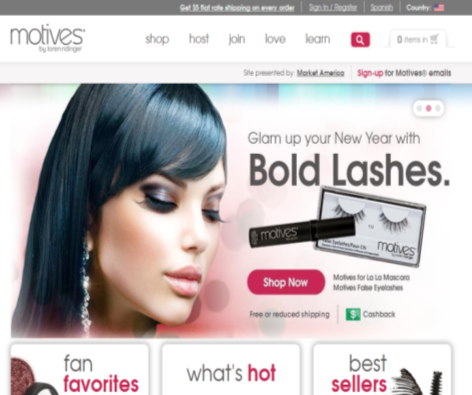 Get $5 flat rate shipping on every order Sign In / Register Spanish Country:
motives®
by loren ridinger
shop host join love learn
0 items in
Site presented by: Market America Sign-up for Motives® emails
Glam up your New Year with
Bold Lashes.
motives®
motives®
Shop Now
Motives for La La Mascara
Motives False Eyelashes
Free or reduced shipping $ Cashback
fan
favorites
what's hot
best
sellers